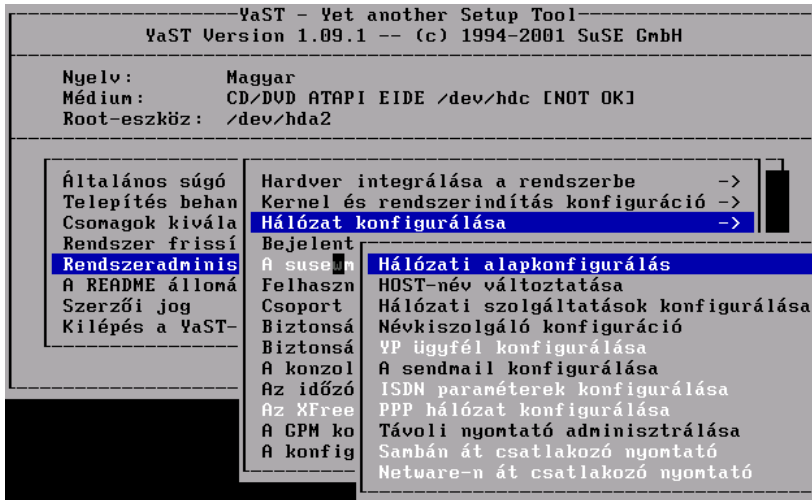 YaST - Yet another Setup Tool
YaST Version 1.09.1 -- (c) 1994-2001 SuSE GmbH
Nyelv: Magyar
Médium: CD/DVD ATAPI EIDE /dev/hdc [NOT OK]
Root-eszköz: /dev/hda2
Általános súgó
Telepítés behan
Csomagok kivála
Rendszer frissí
Rendszeradminis
A README állomá
Szerzői jog
Kilépés a YaST-
Hardver integrálása a rendszerbe ->
Kernel és rendszerindítás konfiguráció ->
Hálózat konfigurálása ->
Bejelent
A susewm
Felhaszn
Csoport
Biztonsá
Biztonsá
A konzol
Az időzó
Az XFree
A GPM ko
A konfig
Hálózati alapkonfigurálás
HOST-név változtatása
Hálózati szolgáltatások konfigurálása
Névkiszolgáló konfiguráció
YP ügyfél konfigurálása
A sendmail konfigurálása
ISDN paraméterek konfigurálása
PPP hálózat konfigurálása
Távoli nyomtató adminisztrálása
Sambán át csatlakozó nyomtató
Netware-n át csatlakozó nyomtató